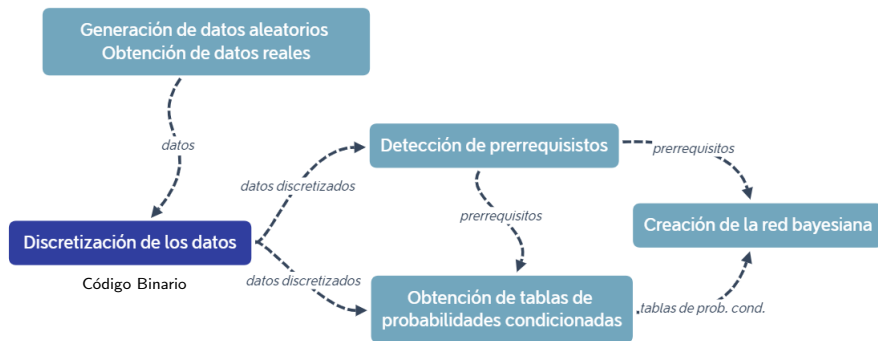 Generación de datos aleatorios
Obtención de datos reales
datos
Detección de prerrequisistos
prerrequisitos
datos discretizados
prerrequisitos
Creación de la red bayesiana
Discretización de los datos
datos discretizados
Código Binario
Obtención de tablas de
probabilidades condicionadas
tablas de prob. cond.